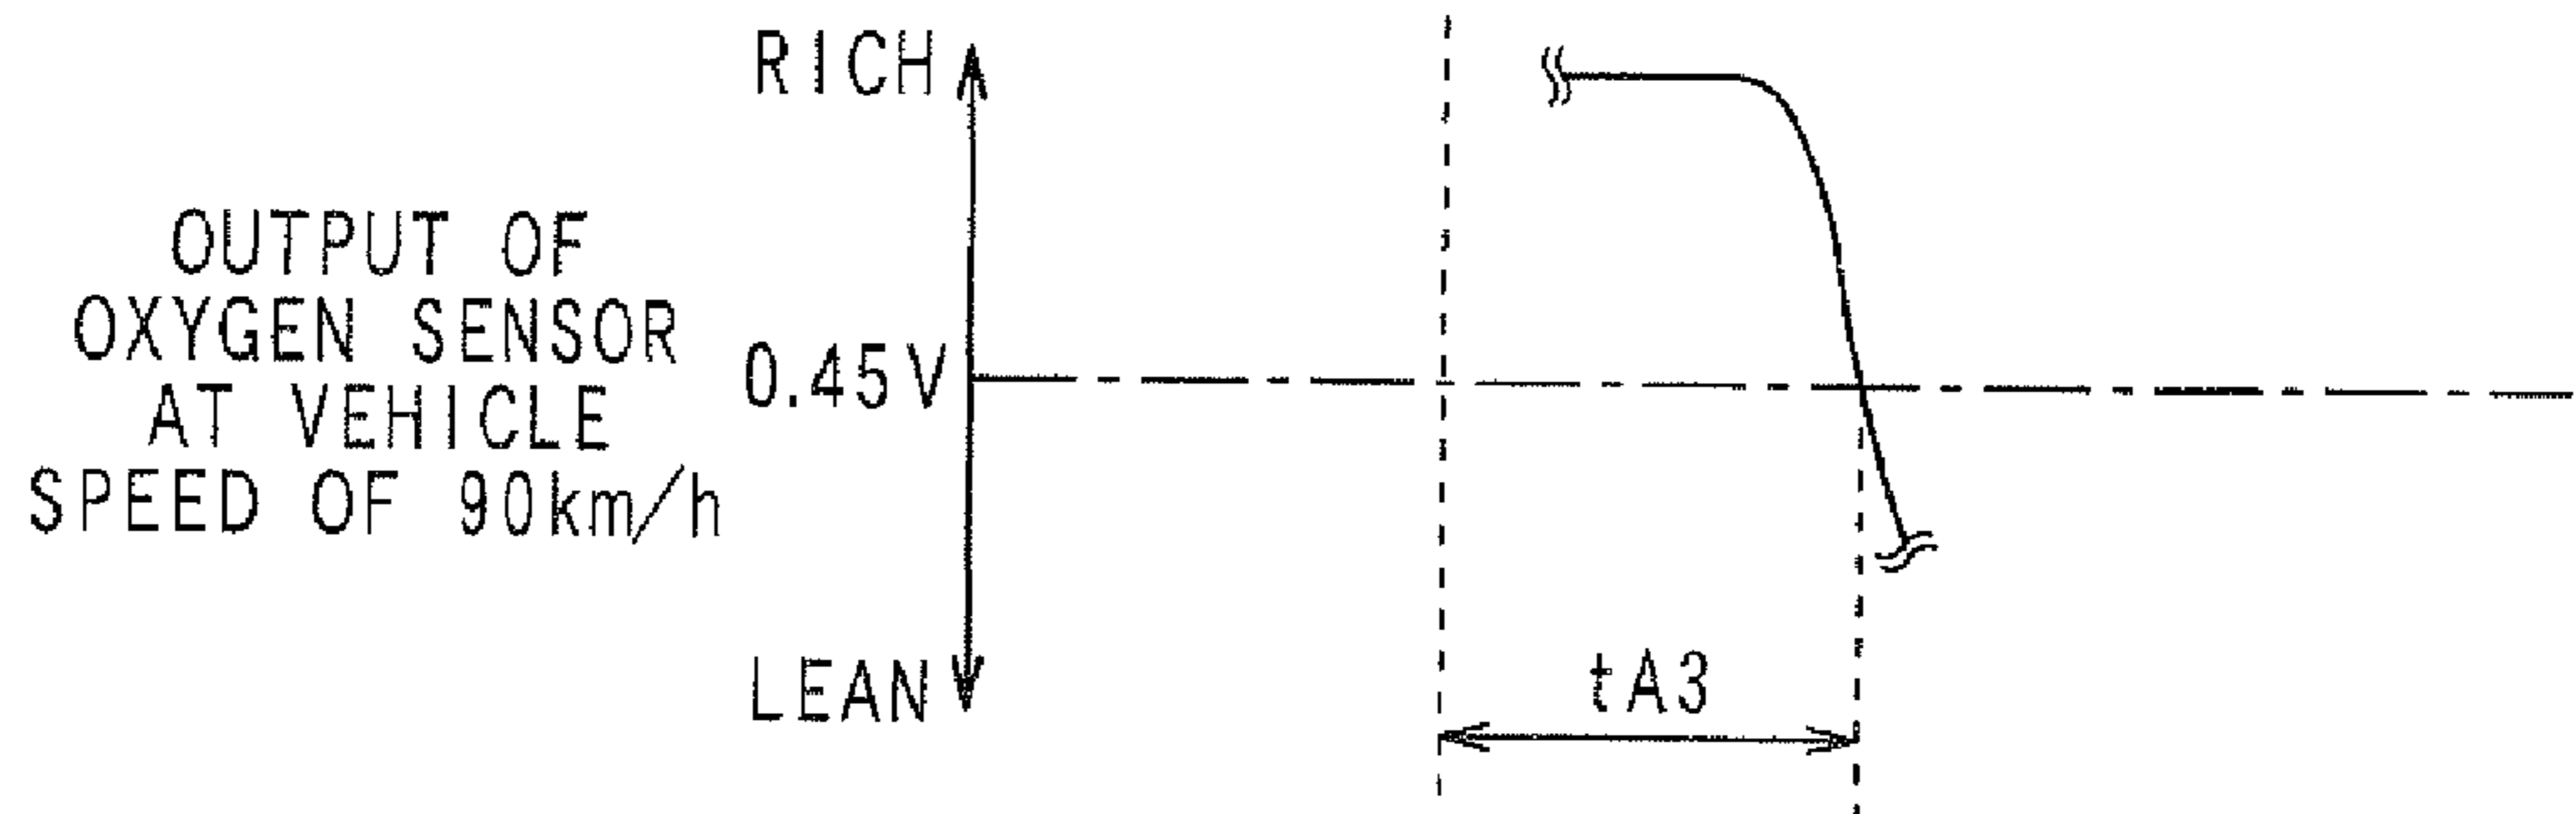 RICH
OUTPUT OF
OXYGEN SENSOR
AT VEHICLE
SPEED OF 90km/h
0.45V
LEAN
tA3